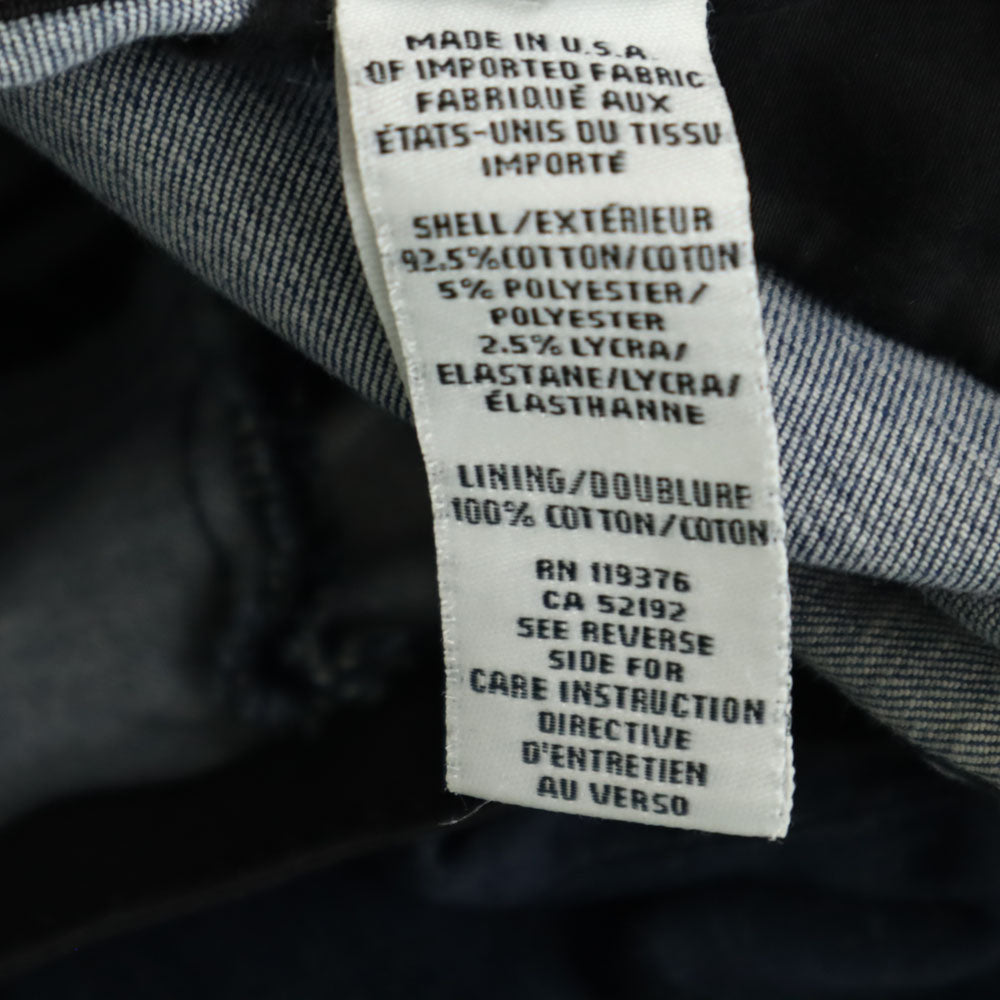 MADE IN U.S.A.
OF IMPORTED FABRIC
FABRIQUÉ AUX
ÉTATS-UNIS DU TISSU
IMPORTÉ
SHELL/EXTÉRIEUR
92.5%COTTON/COTON
5% POLYESTER/
POLYESTER
2.5% LYCRA/
ELASTANE/LYCRA/
ÉLASTHANNE
LINING/DOUBLURE
100% COTTON/COTON
RN 119376
CA 52192
SEE REVERSE
SIDE FOR
CARE INSTRUCTION
DIRECTIVE
D'ENTRETIEN
AU VERSO